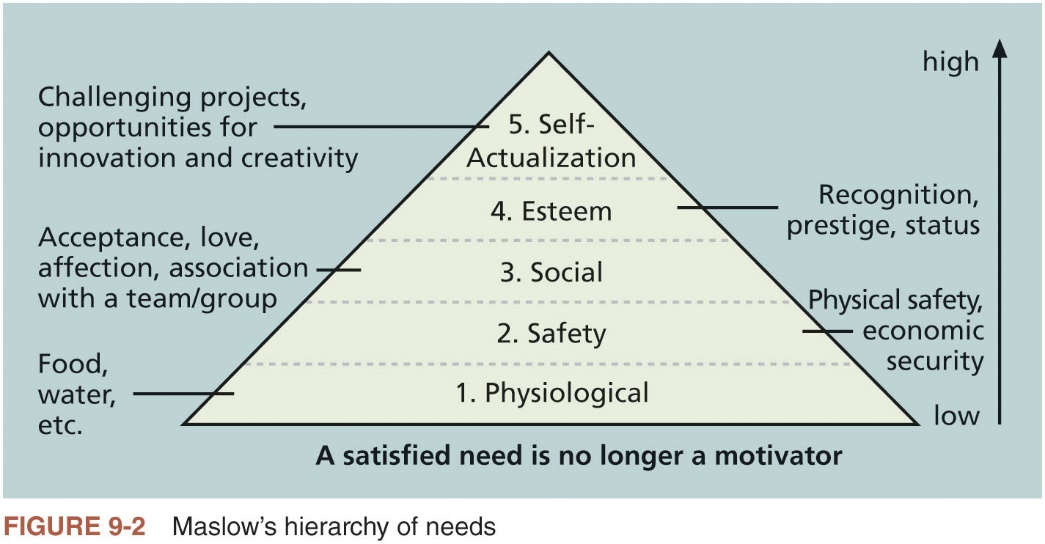 high
Challenging projects,
opportunities for
innovation and creativity
5. Self-
Actualization
Recognition,
prestige, status
4. Esteem
Acceptance, love,
affection, association
with a team/group
3. Social
Physical safety,
economic
security
2. Safety
Food,
water,
etc.
1. Physiological
low
A satisfied need is no longer a motivator
FIGURE 9-2 Maslow’s hierarchy of needs